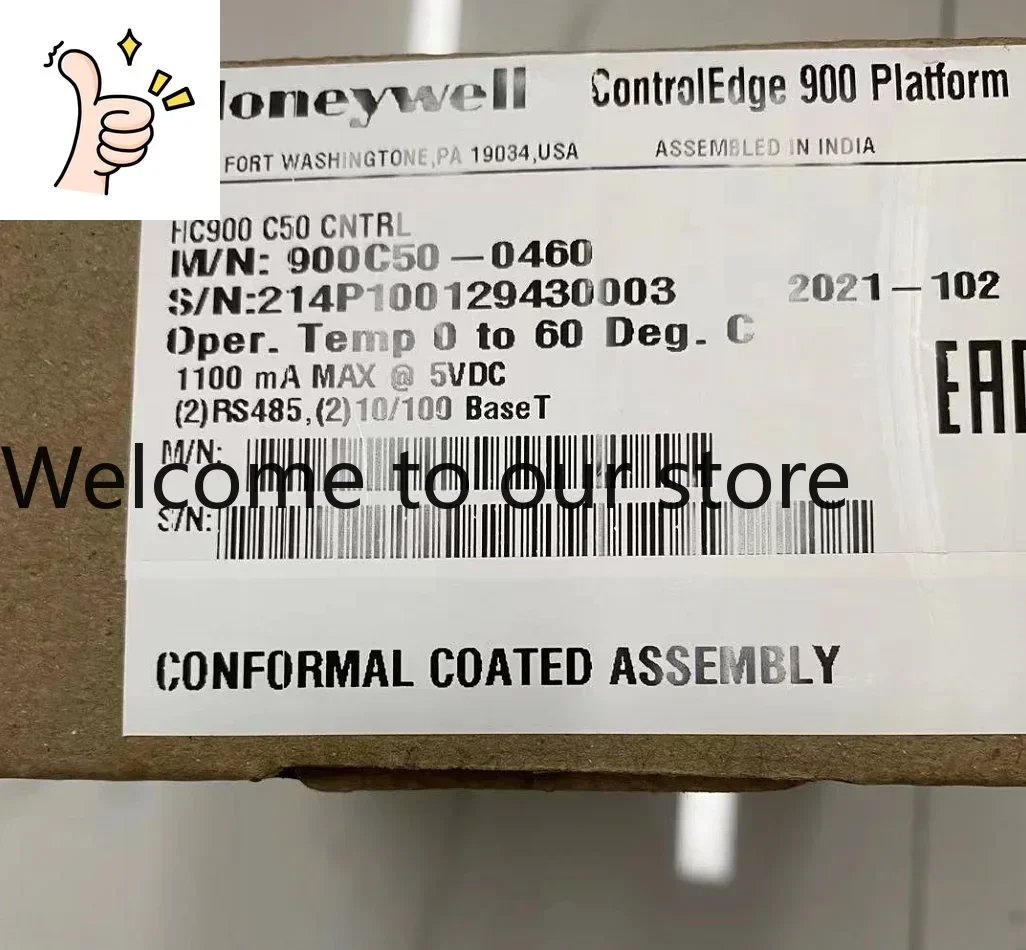 Honeywell ControlEdge 900 Platform
FORT WASHINGTONE,PA 19034,USA ASSEMBLED IN INDIA
HC900 C50 CNTRL
M/N: 900C50-0460
S/N:214P100129430003 2021-102
Oper. Temp 0 to 60 Deg. C
1100 mA MAX @ 5VDC
(2)RS485,(2)10/100 BaseT
EAC
M/N:
Welcome to our store
S/N:
CONFORMAL COATED ASSEMBLY